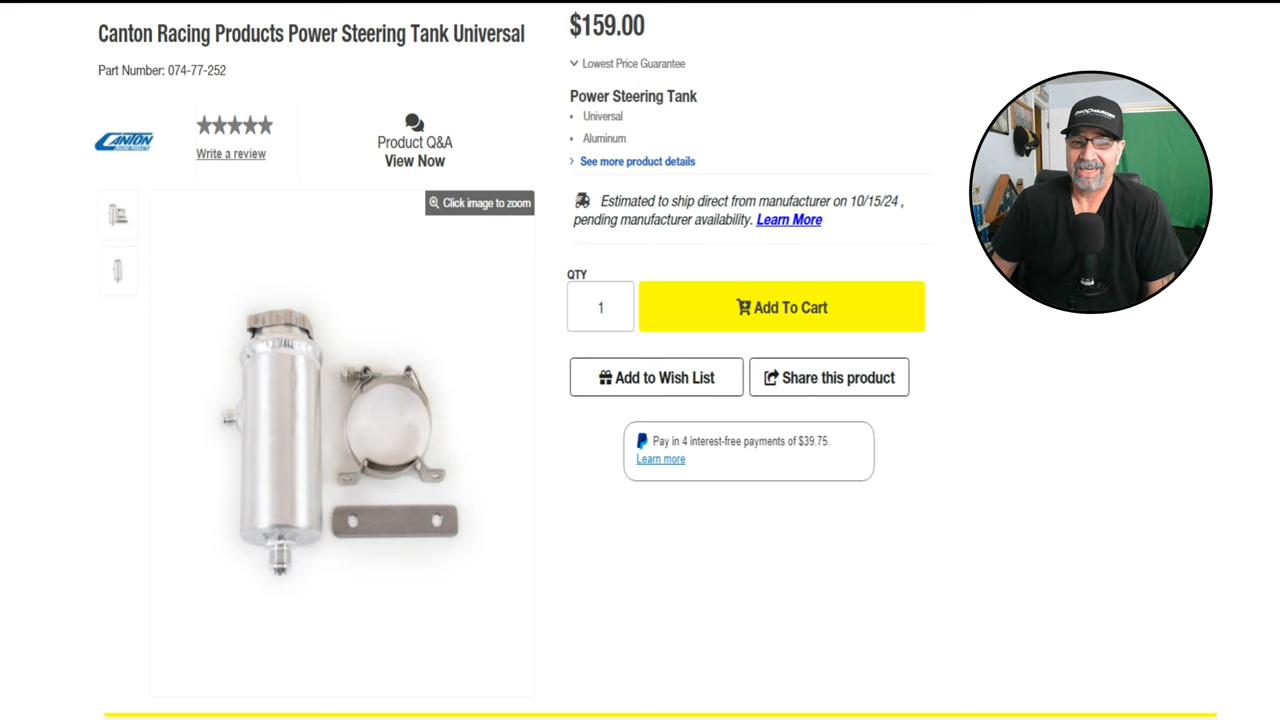 Canton Racing Products Power Steering Tank Universal
Part Number: 074-77-252
CANTON
Write a review
Product Q&A
View Now
Click image to zoom
$159.00
Lowest Price Guarantee
Power Steering Tank
• Universal
• Aluminum
See more product details
Estimated to ship direct from manufacturer on 10/15/24 ,
pending manufacturer availability. Learn More
QTY
1
Add To Cart
Add to Wish List
Share this product
Pay in 4 interest-free payments of $39.75.
Learn more
PROCHARGER